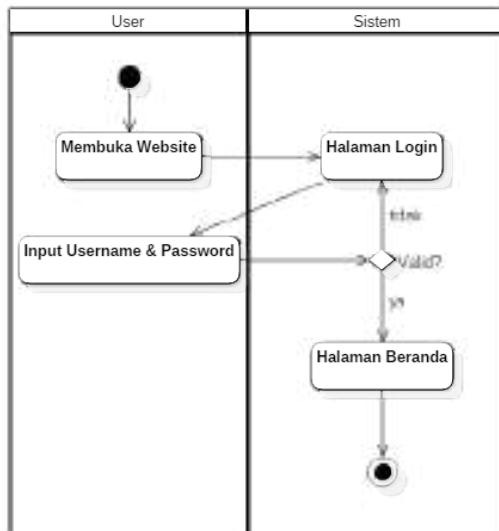 User
Sistem
Membuka Website
Halaman Login
tidak
Input Username & Password
Valid?
ya
Halaman Beranda